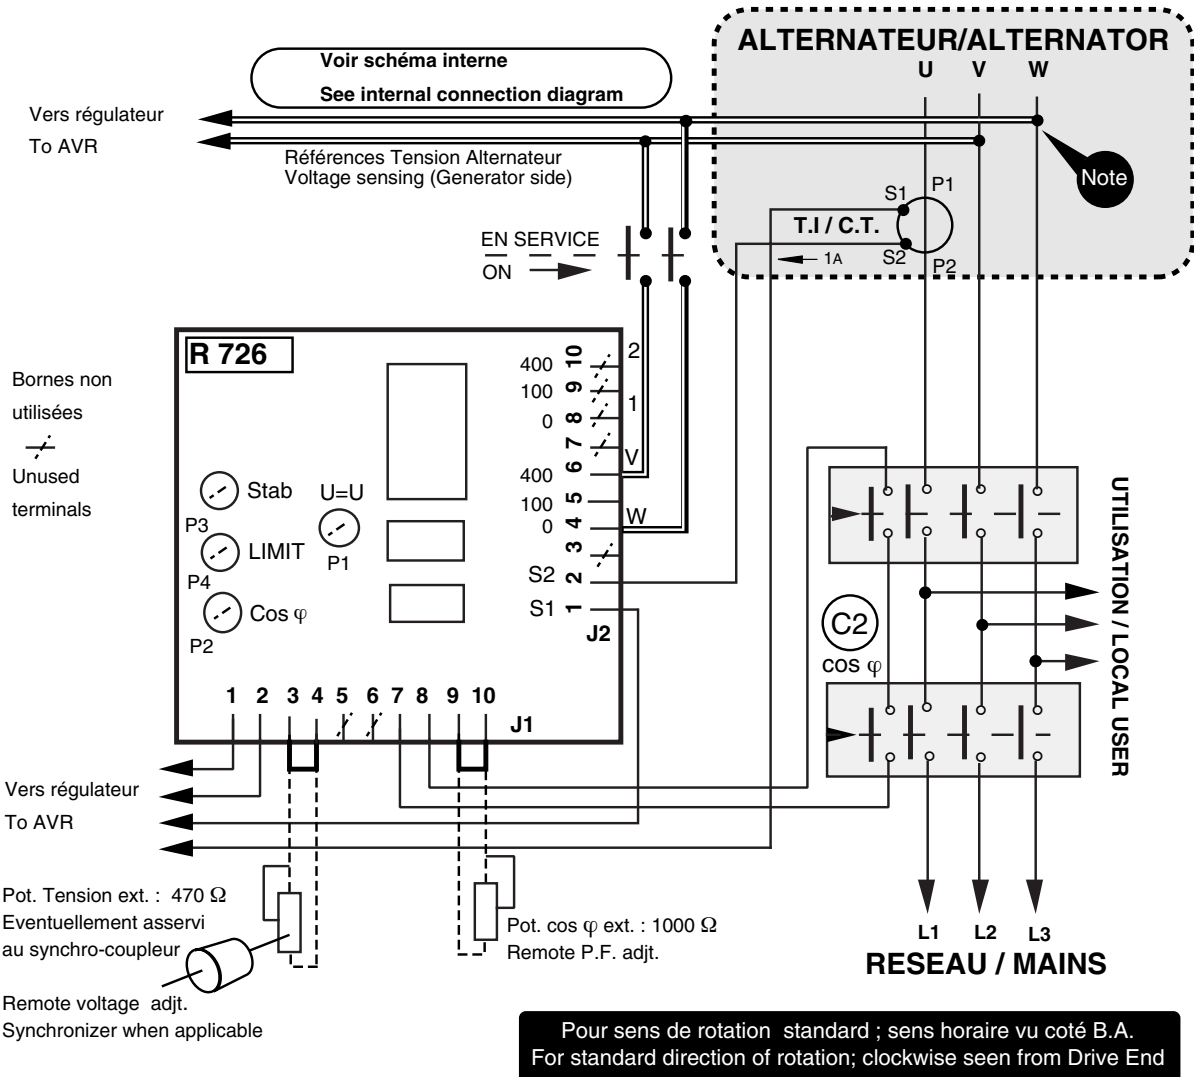 ALTERNATEUR/ALTERNATOR
U V W
Voir schéma interne
See internal connection diagram
Vers régulateur
To AVR
Références Tension Alternateur
Voltage sensing (Generator side)
Note
S1 P1
T.I / C.T.
S2 P2
1A
EN SERVICE
ON
R 726
Bornes non
utilisées
Unused
terminals
400 10 2
100 9
0 8 1
7
400 6 V
100 5
0 4 W
3
S2 2
S1 1
J2
Stab
P3
U=U
P1
LIMIT
P4
Cos φ
P2
1 2 3 4 5 6 7 8 9 10
J1
C2
cos φ
UTILISATION / LOCAL USER
Vers régulateur
To AVR
Pot. Tension ext. : 470 Ω
Eventuellement asservi
au synchro-coupleur
Remote voltage adjt.
Synchronizer when applicable
Pot. cos φ ext. : 1000 Ω
Remote P.F. adjt.
L1 L2 L3
RESEAU / MAINS
Pour sens de rotation standard ; sens horaire vu coté B.A.
For standard direction of rotation; clockwise seen from Drive End